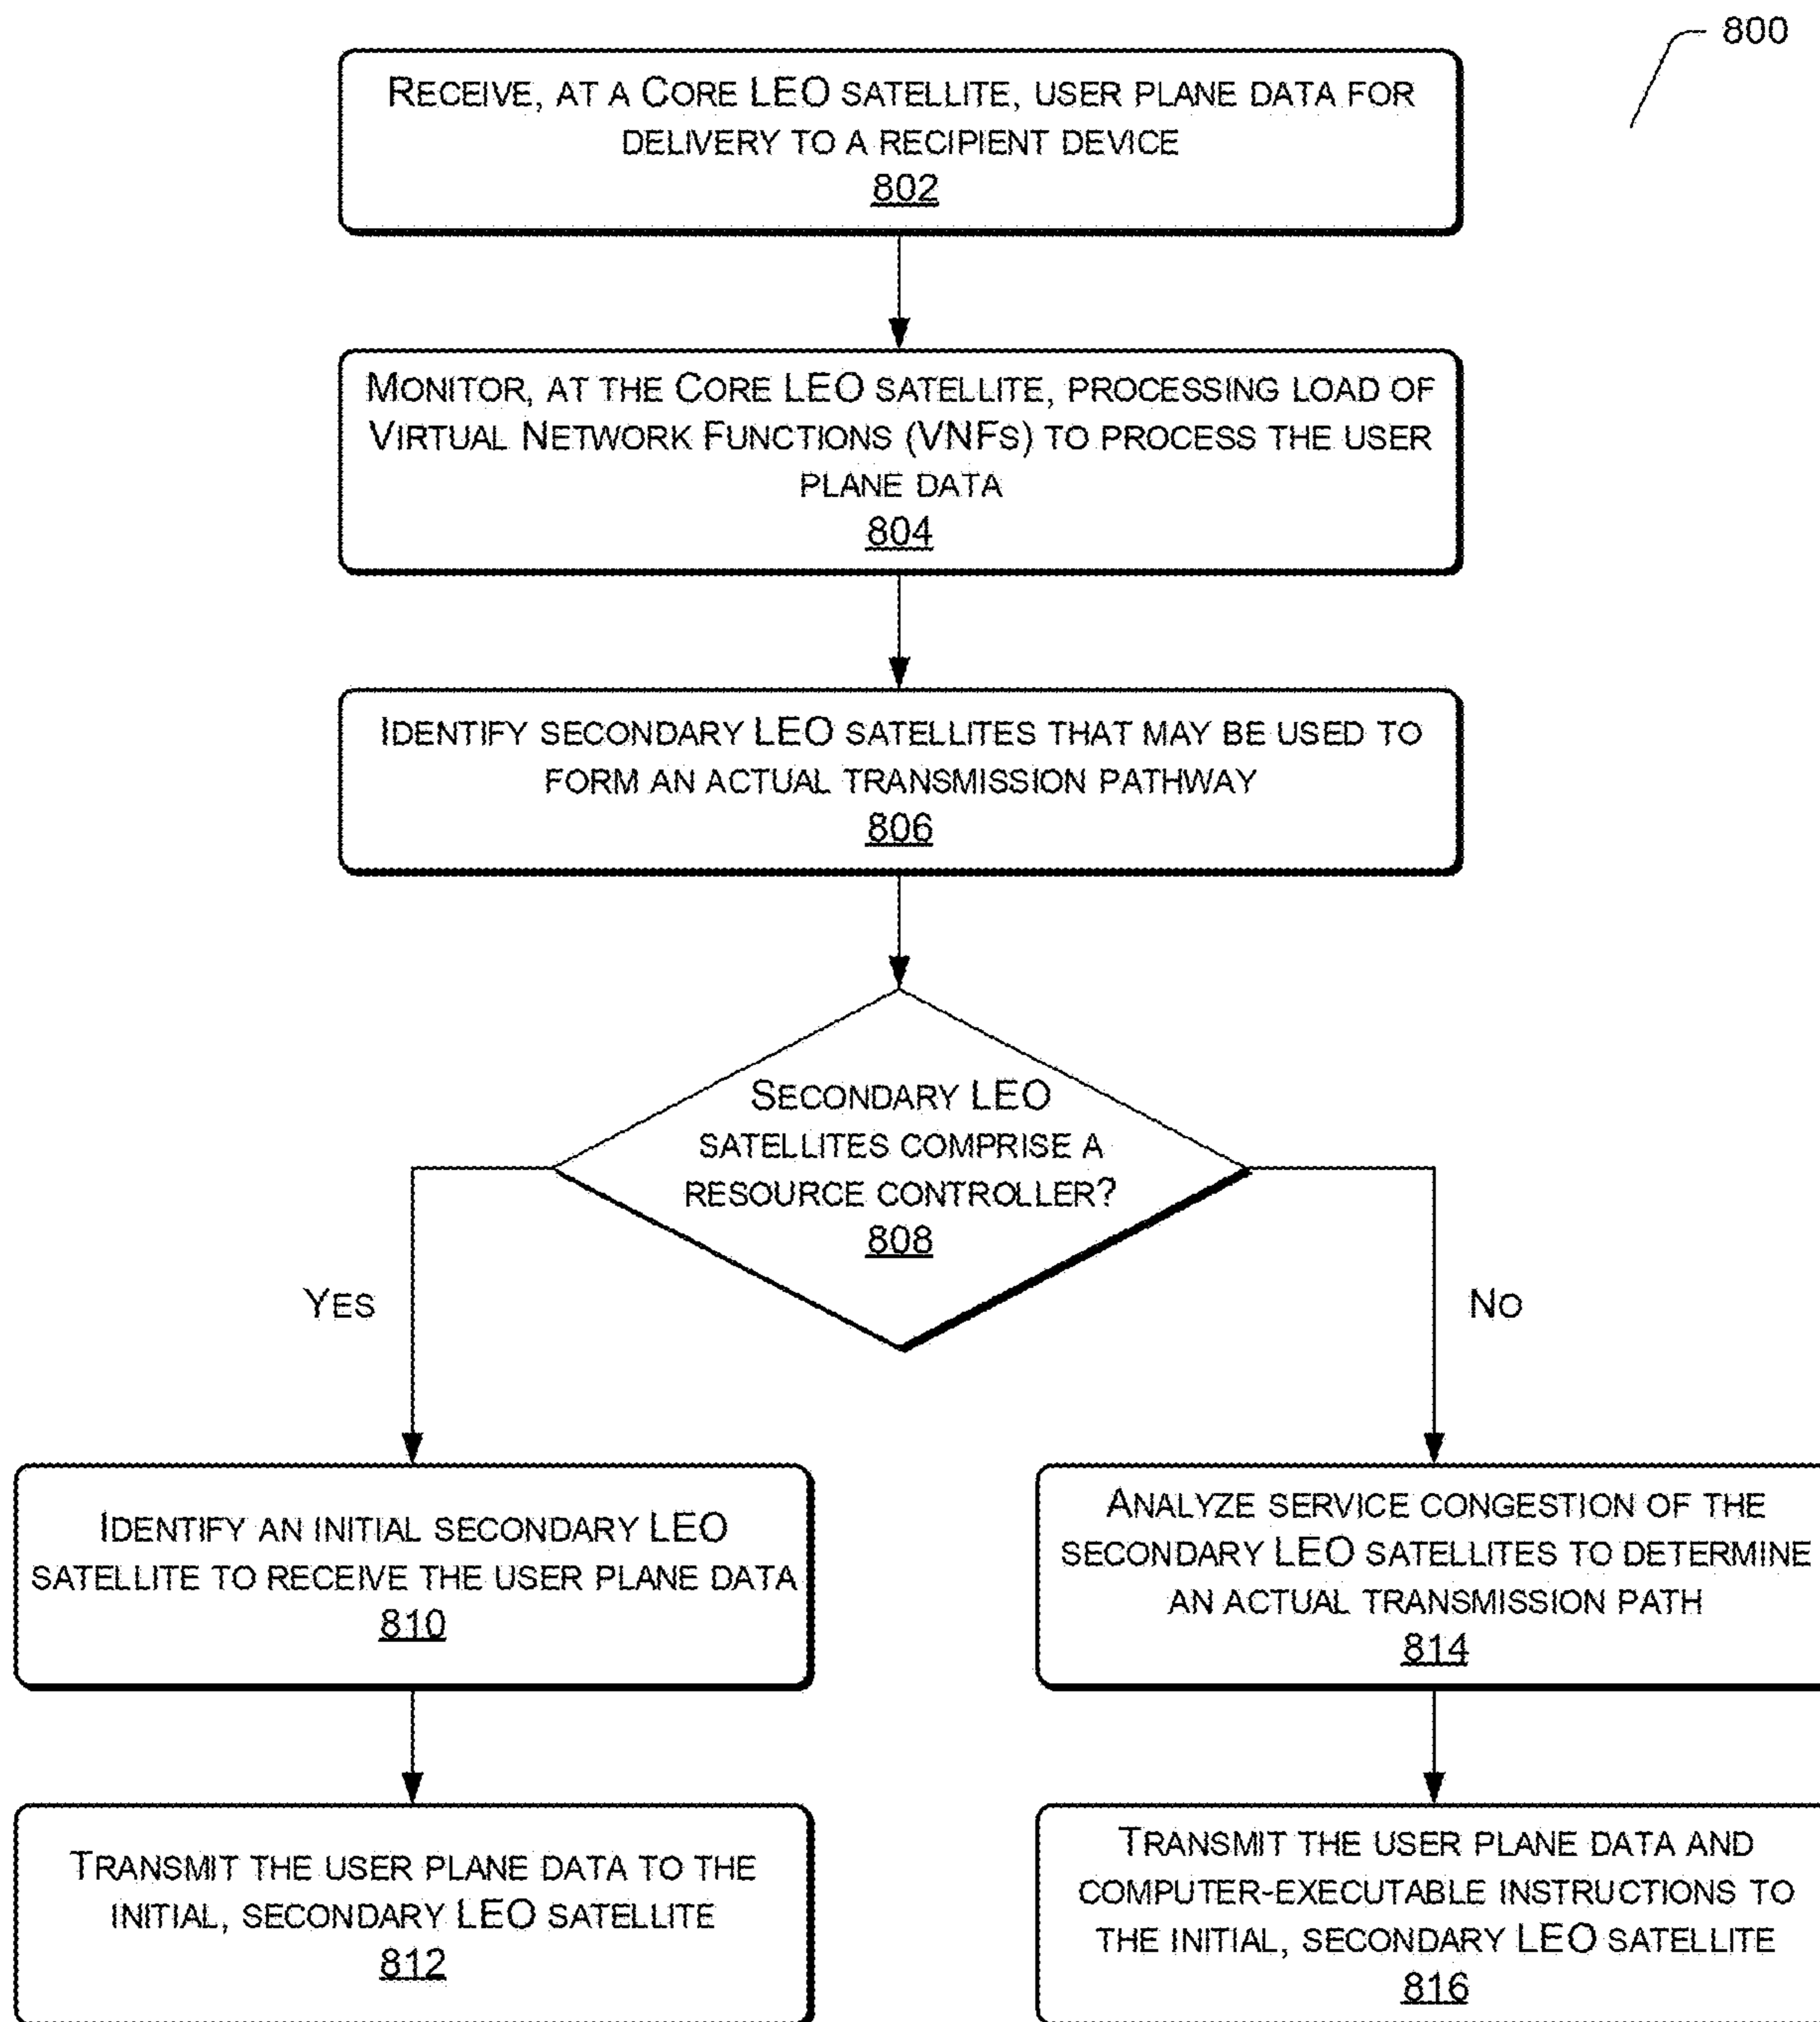 800
RECEIVE, AT A CORE LEO SATELLITE, USER PLANE DATA FOR
DELIVERY TO A RECIPIENT DEVICE
802
MONITOR, AT THE CORE LEO SATELLITE, PROCESSING LOAD OF
VIRTUAL NETWORK FUNCTIONS (VNFS) TO PROCESS THE USER
PLANE DATA
804
IDENTIFY SECONDARY LEO SATELLITES THAT MAY BE USED TO
FORM AN ACTUAL TRANSMISSION PATHWAY
806
SECONDARY LEO
SATELLITES COMPRISE A
RESOURCE CONTROLLER?
808
YES
NO
IDENTIFY AN INITIAL SECONDARY LEO
SATELLITE TO RECEIVE THE USER PLANE DATA
810
ANALYZE SERVICE CONGESTION OF THE
SECONDARY LEO SATELLITES TO DETERMINE
AN ACTUAL TRANSMISSION PATH
814
TRANSMIT THE USER PLANE DATA TO THE
INITIAL, SECONDARY LEO SATELLITE
812
TRANSMIT THE USER PLANE DATA AND
COMPUTER-EXECUTABLE INSTRUCTIONS TO
THE INITIAL, SECONDARY LEO SATELLITE
816